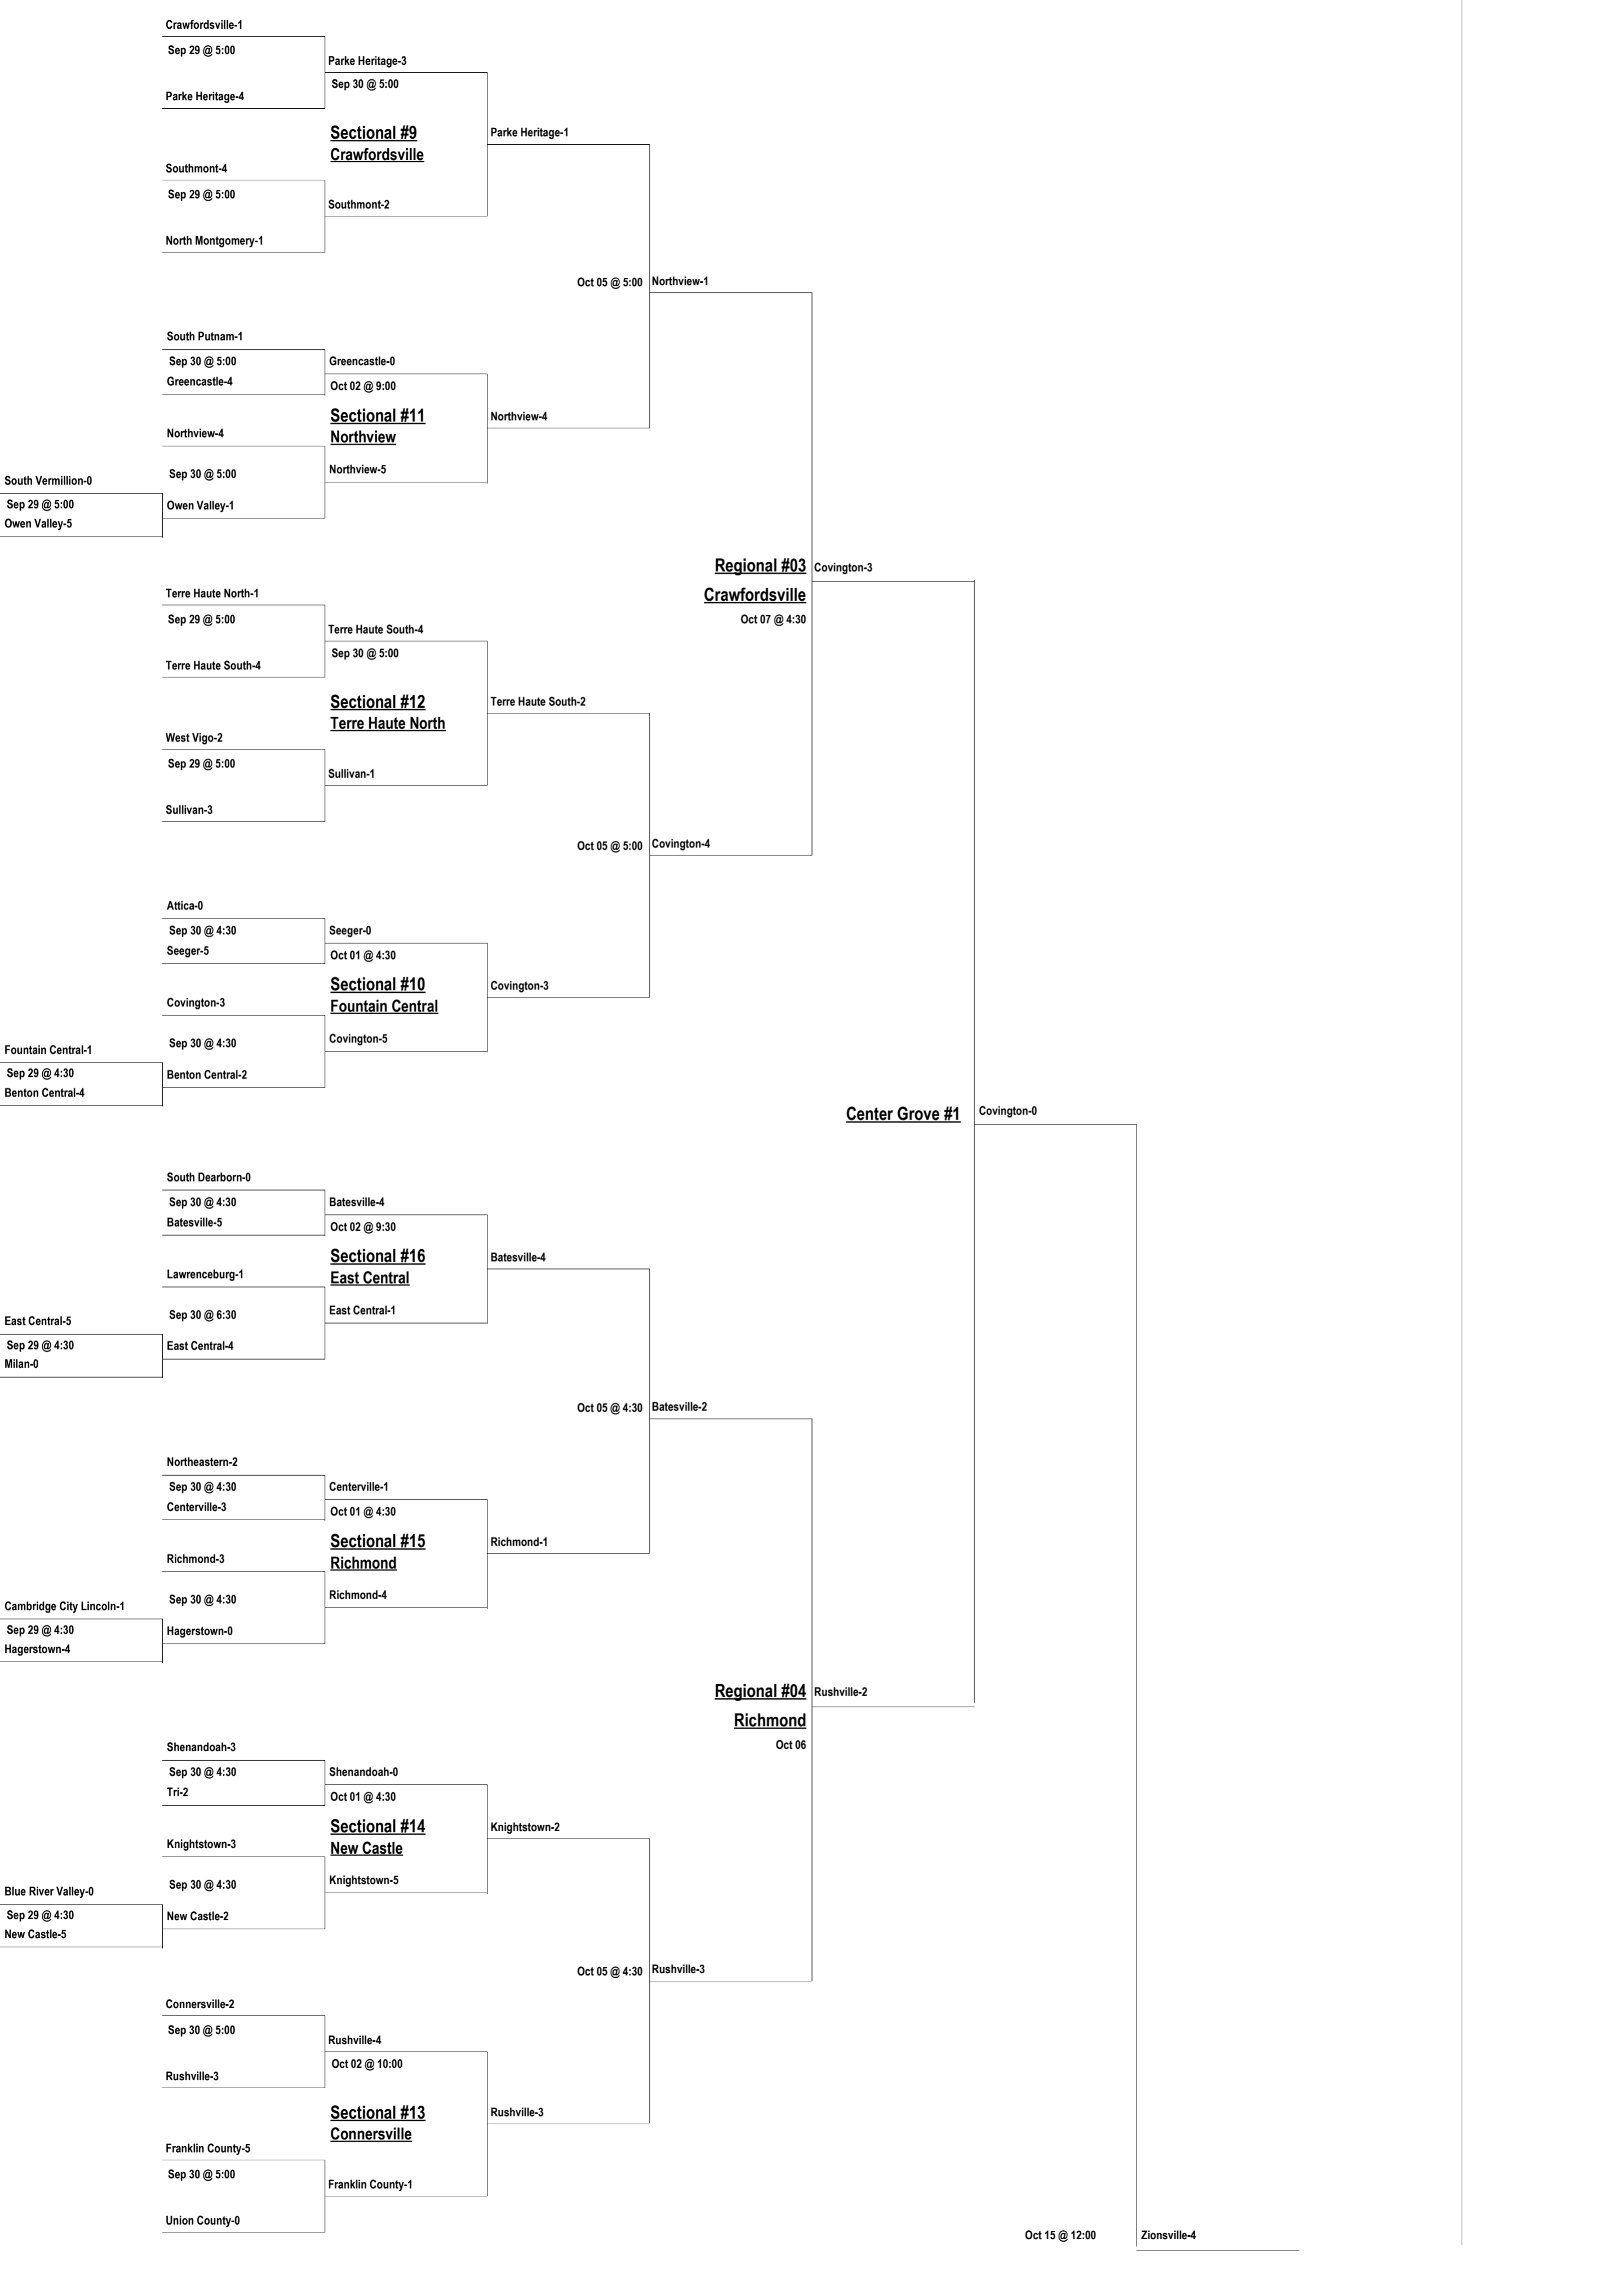 Crawfordsville-1
Sep 29 @ 5:00
Parke Heritage-3
Sep 30 @ 5:00
Parke Heritage-4
Sectional #9
Crawfordsville
Parke Heritage-1
Southmont-4
Sep 29 @ 5:00
Southmont-2
North Montgomery-1
Oct 05 @ 5:00
Northview-1
South Putnam-1
Sep 30 @ 5:00
Greencastle-0
Greencastle-4
Oct 02 @ 9:00
Sectional #11
Northview
Northview-4
Northview-4
Sep 30 @ 5:00
Northview-5
South Vermillion-0
Sep 29 @ 5:00
Owen Valley-1
Owen Valley-5
Regional #03
Crawfordsville
Oct 07 @ 4:30
Covington-3
Terre Haute North-1
Sep 29 @ 5:00
Terre Haute South-4
Sep 30 @ 5:00
Terre Haute South-4
Sectional #12
Terre Haute North
Terre Haute South-2
West Vigo-2
Sep 29 @ 5:00
Sullivan-1
Sullivan-3
Oct 05 @ 5:00
Covington-4
Attica-0
Sep 30 @ 4:30
Seeger-0
Seeger-5
Oct 01 @ 4:30
Sectional #10
Fountain Central
Covington-3
Covington-3
Sep 30 @ 4:30
Covington-5
Fountain Central-1
Sep 29 @ 4:30
Benton Central-2
Benton Central-4
Center Grove #1
Covington-0
South Dearborn-0
Sep 30 @ 4:30
Batesville-4
Batesville-5
Oct 02 @ 9:30
Sectional #16
East Central
Batesville-4
Lawrenceburg-1
Sep 30 @ 6:30
East Central-1
East Central-5
Sep 29 @ 4:30
East Central-4
Milan-0
Oct 05 @ 4:30
Batesville-2
Northeastern-2
Sep 30 @ 4:30
Centerville-1
Centerville-3
Oct 01 @ 4:30
Sectional #15
Richmond
Richmond-1
Richmond-3
Sep 30 @ 4:30
Richmond-4
Cambridge City Lincoln-1
Sep 29 @ 4:30
Hagerstown-0
Hagerstown-4
Regional #04
Richmond
Oct 06
Rushville-2
Shenandoah-3
Sep 30 @ 4:30
Shenandoah-0
Tri-2
Oct 01 @ 4:30
Sectional #14
New Castle
Knightstown-2
Knightstown-3
Sep 30 @ 4:30
Knightstown-5
Blue River Valley-0
Sep 29 @ 4:30
New Castle-2
New Castle-5
Oct 05 @ 4:30
Rushville-3
Connersville-2
Sep 30 @ 5:00
Rushville-4
Oct 02 @ 10:00
Rushville-3
Sectional #13
Connersville
Rushville-3
Franklin County-5
Sep 30 @ 5:00
Franklin County-1
Union County-0
Oct 15 @ 12:00
Zionsville-4